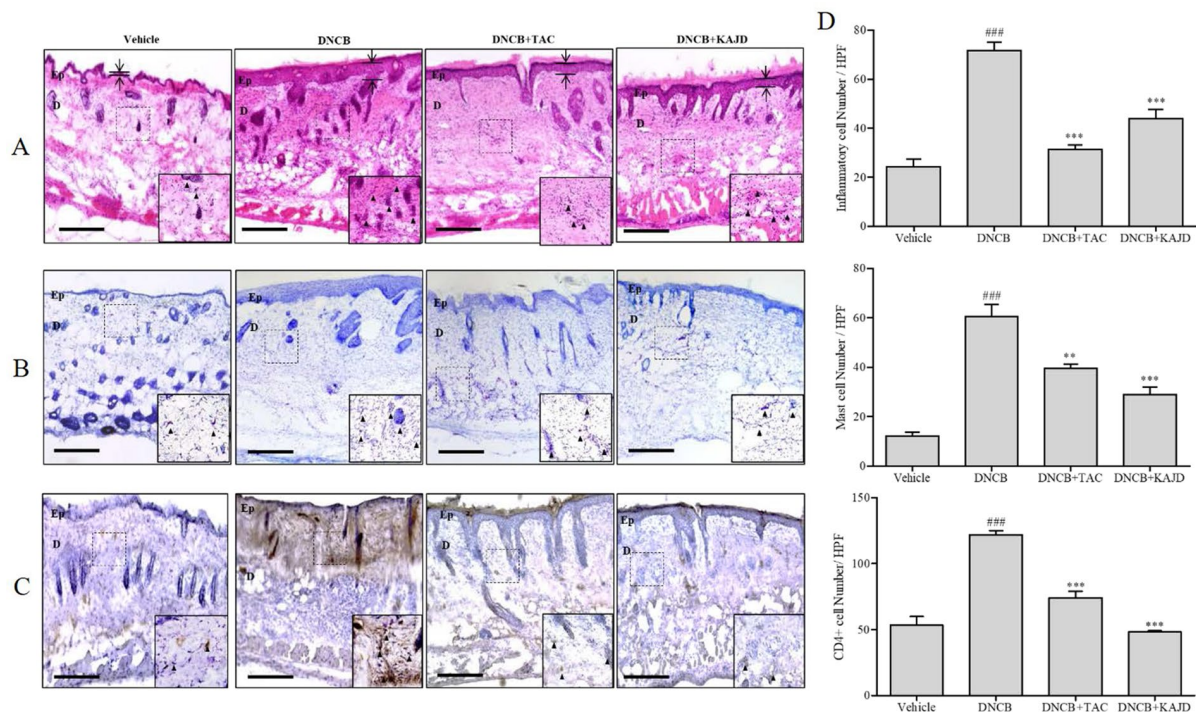 Vehicle DNCB DNCB+TAC DNCB+KAJD
A
Ep D Ep D Ep D Ep D
B
Ep D Ep D Ep D Ep D
C
Ep D Ep D Ep D Ep D
D
Inflammatory cell Number / HPF
80
60
40
20
0
###
***
***
Vehicle DNCB DNCB+TAC DNCB+KAJD
Mast cell Number / HPF
80
60
40
20
0
###
**
***
Vehicle DNCB DNCB+TAC DNCB+KAJD
CD4+ cell Number/ HPF
150
100
50
0
###
***
***
Vehicle DNCB DNCB+TAC DNCB+KAJD